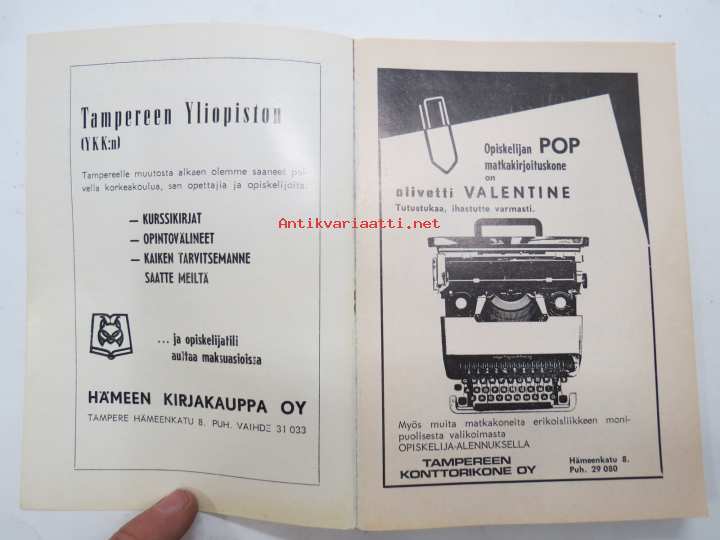 Tampereen Yliopiston
(YKK:n)
Tampereelle muutosta alkaen olemme saaneet pal-
vella korkeakoulua, sen opettajia ja opiskelijoita.
— KURSSIKIRJAT
— OPINTOVÄLINEET
— KAIKEN TARVITSEMANNE
SAATTE MEILTÄ
... ja opiskelijatili
auttaa maksuasioissa
HÄMEEN KIRJAKAUPPA OY
TAMPERE HÄMEENKATU 8. PUH. VAIHDE 31 033
Opiskelijan POP
matkakirjoituskone
on
olivetti VALENTINE
Tutustukaa, ihastutte varmasti.
Myös muita matkakoneita erikoisliikkeen moni-
puolisesta valikoimasta
OPISKELIJA-ALENNUKSELLA
TAMPEREEN
KONTTORIKONE OY
Hämeenkatu 8.
Puh. 29 080
Antikvariaatti.net